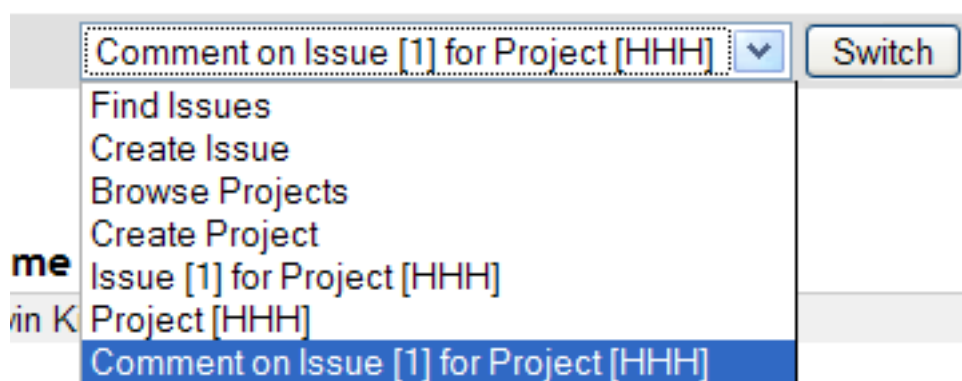 Comment on Issue [1] for Project [HHH] Switch
Find Issues
Create Issue
Browse Projects
Create Project
me
Issue [1] for Project [HHH]
vin K
Project [HHH]
Comment on Issue [1] for Project [HHH]